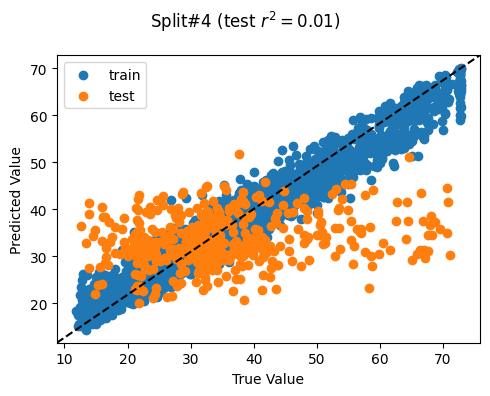 Split#4 (test r² = 0.01)
train
test
70
60
50
40
30
20
Predicted Value
10 20 30 40 50 60 70
True Value